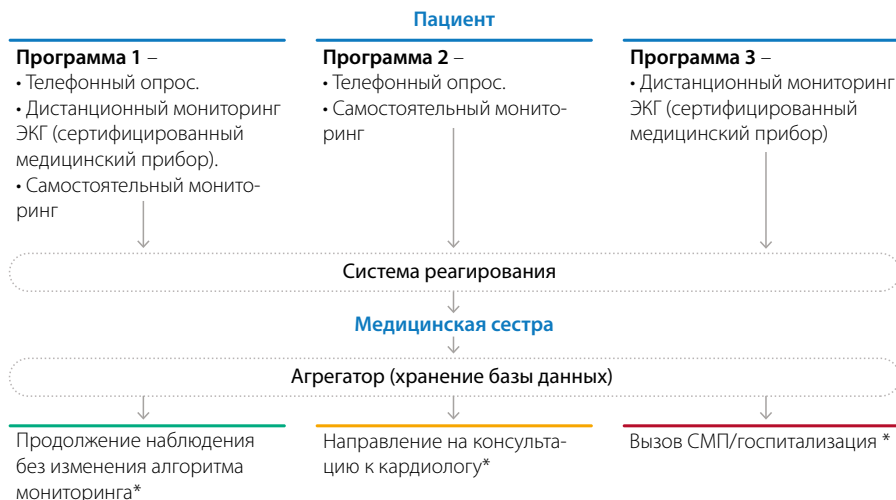 Пациент
Программа 1 –
• Телефонный опрос.
• Дистанционный мониторинг
ЭКГ (сертифицированный
медицинский прибор).
• Самостоятельный монито-
ринг
Программа 2 –
• Телефонный опрос.
• Самостоятельный монито-
ринг
Программа 3 –
• Дистанционный мониторинг
ЭКГ (сертифицированный
медицинский прибор)
Система реагирования
Медицинская сестра
Агрегатор (хранение базы данных)
Продолжение наблюдения
без изменения алгоритма
мониторинга*
Направление на консульта-
цию к кардиологу*
Вызов СМП/госпитализация *